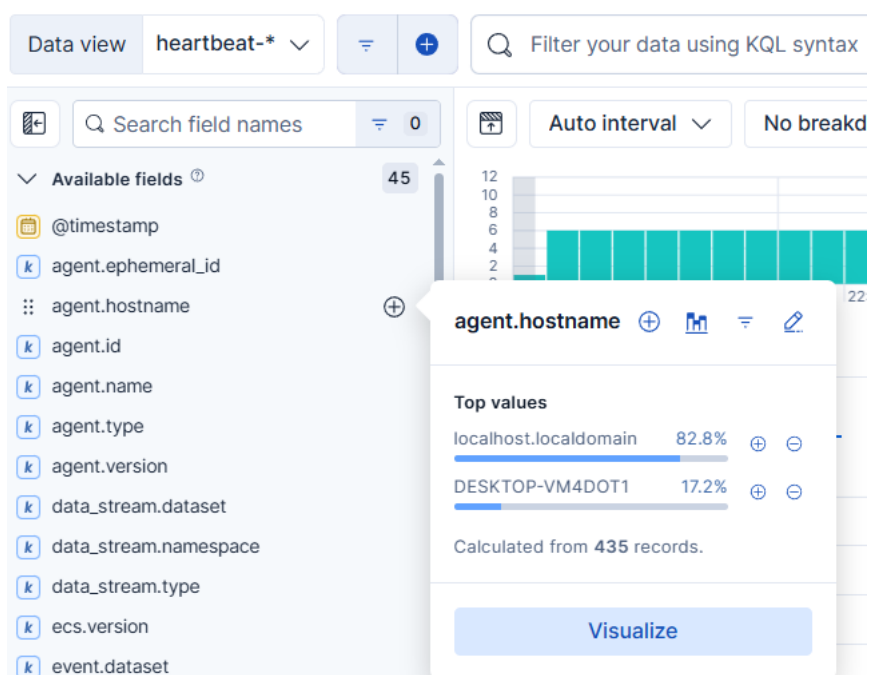 Data view heartbeat-* Filter your data using KQL syntax
Search field names 0 Auto interval
Available fields 45
@timestamp
agent.ephemeral_id
agent.hostname
agent.id
agent.name
agent.type
agent.version
data_stream.dataset
data_stream.namespace
data_stream.type
ecs.version
event.dataset
12
10
8
6
4
2
No breakd
22
agent.hostname
Top values
localhost.localdomain 82.8%
DESKTOP-VM4DOT1 17.2%
Calculated from 435 records.
Visualize